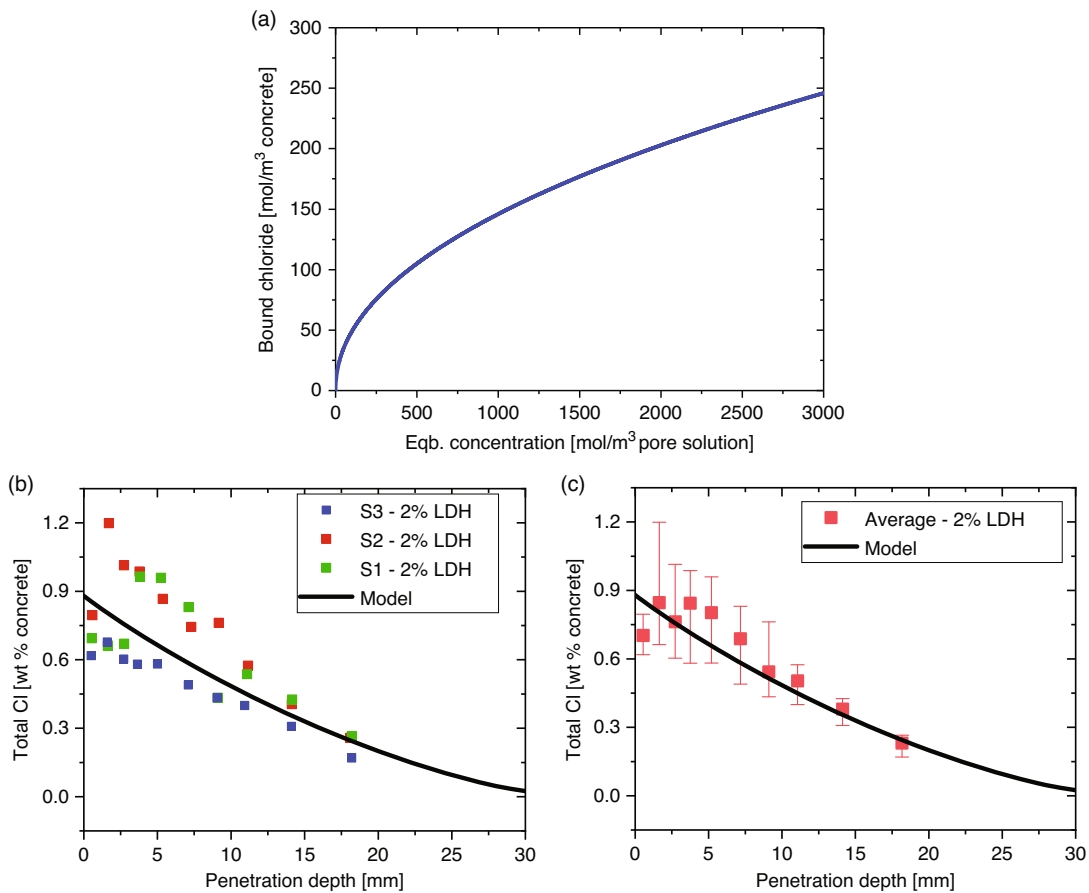 (a)
300
250
200
150
100
50
0
Bound chloride [mol/m³ concrete]
0 500 1000 1500 2000 2500 3000
Eqb. concentration [mol/m³ pore solution]
(b)
1.2
0.9
0.6
0.3
0.0
Total Cl [wt % concrete]
S3 - 2% LDH
S2 - 2% LDH
S1 - 2% LDH
Model
0 5 10 15 20 25 30
Penetration depth [mm]
(c)
1.2
0.9
0.6
0.3
0.0
Total Cl [wt % concrete]
Average - 2% LDH
Model
0 5 10 15 20 25 30
Penetration depth [mm]